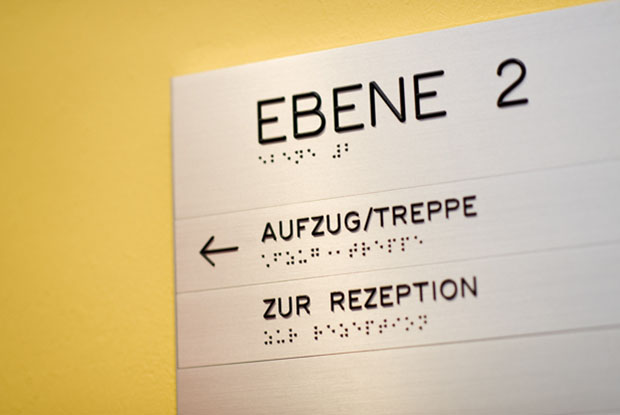 EBENE 2
← AUFZUG/TREPPE
ZUR REZEPTION